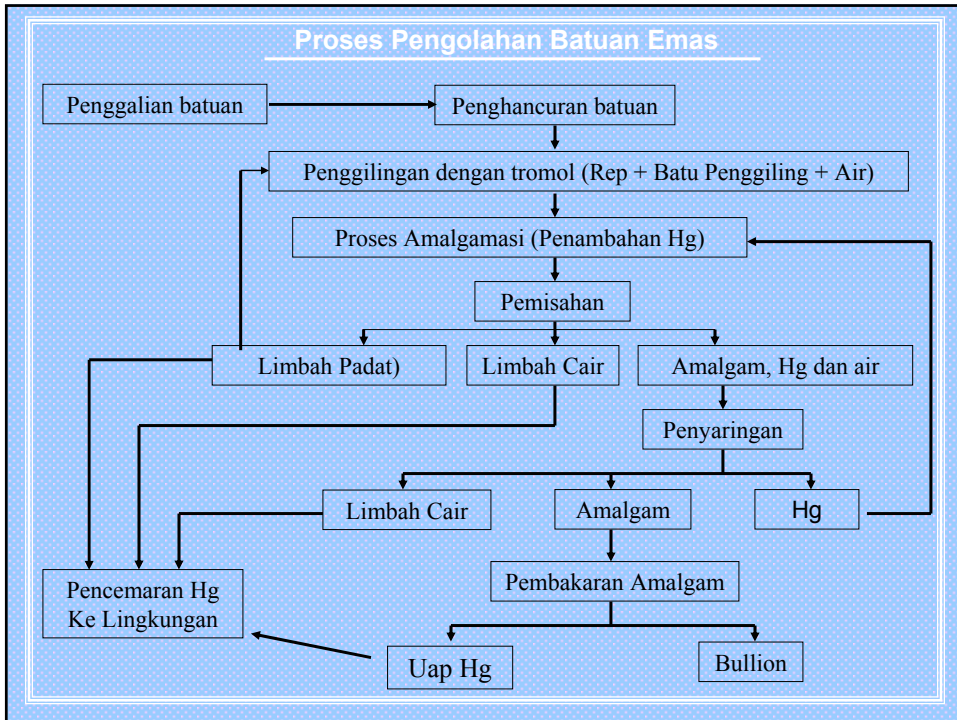 Proses Pengolahan Batuan Emas
Penggalian batuan
Penghancuran batuan
Penggilingan dengan tromol (Rep + Batu Penggiling + Air)
Proses Amalgamasi (Penambahan Hg)
Pemisahan
Limbah Padat)
Limbah Cair
Amalgam, Hg dan air
Penyaringan
Limbah Cair
Amalgam
Hg
Pembakaran Amalgam
Pencemaran Hg
Ke Lingkungan
Uap Hg
Bullion